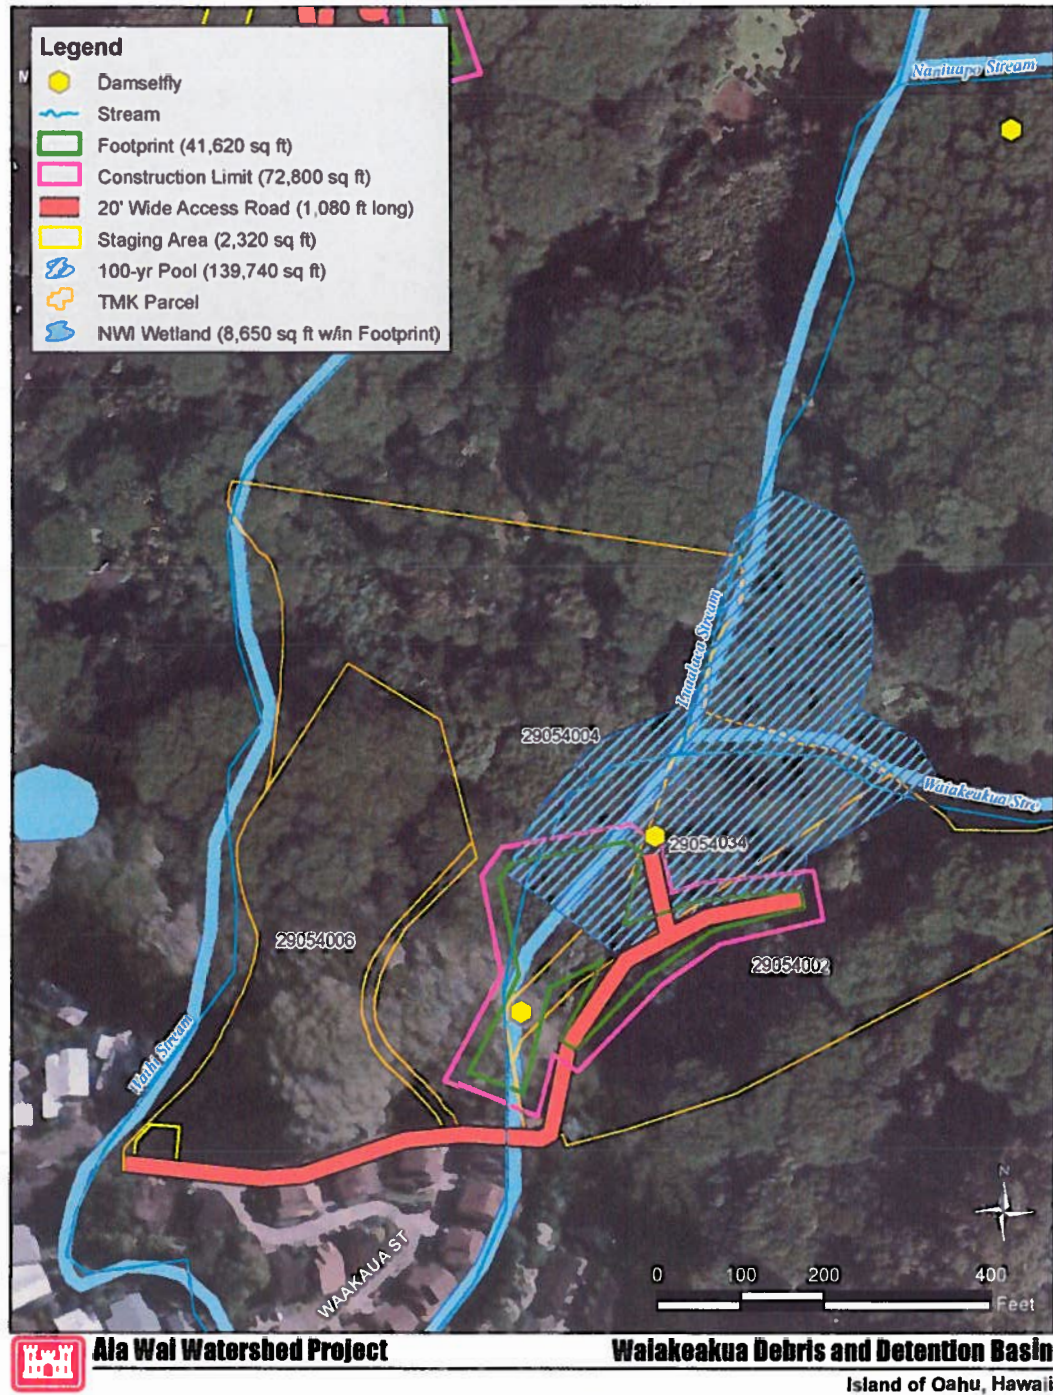 Legend
Damselfly
Stream
Footprint (41,620 sq ft)
Construction Limit (72,800 sq ft)
20' Wide Access Road (1,080 ft long)
Staging Area (2,320 sq ft)
100-yr Pool (139,740 sq ft)
TMK Parcel
NWI Wetland (8,650 sq ft w/in Footprint)
Naniuapo Stream
Luaalaea Stream
29054004
Waiakeakua Stre
29054034
29054006
29054002
Waihi Stream
WAAKAUA ST
N
0 100 200 400
Feet
Ala Wai Watershed Project
Waiakeakua Debris and Detention Basin
Island of Oahu, Hawaii